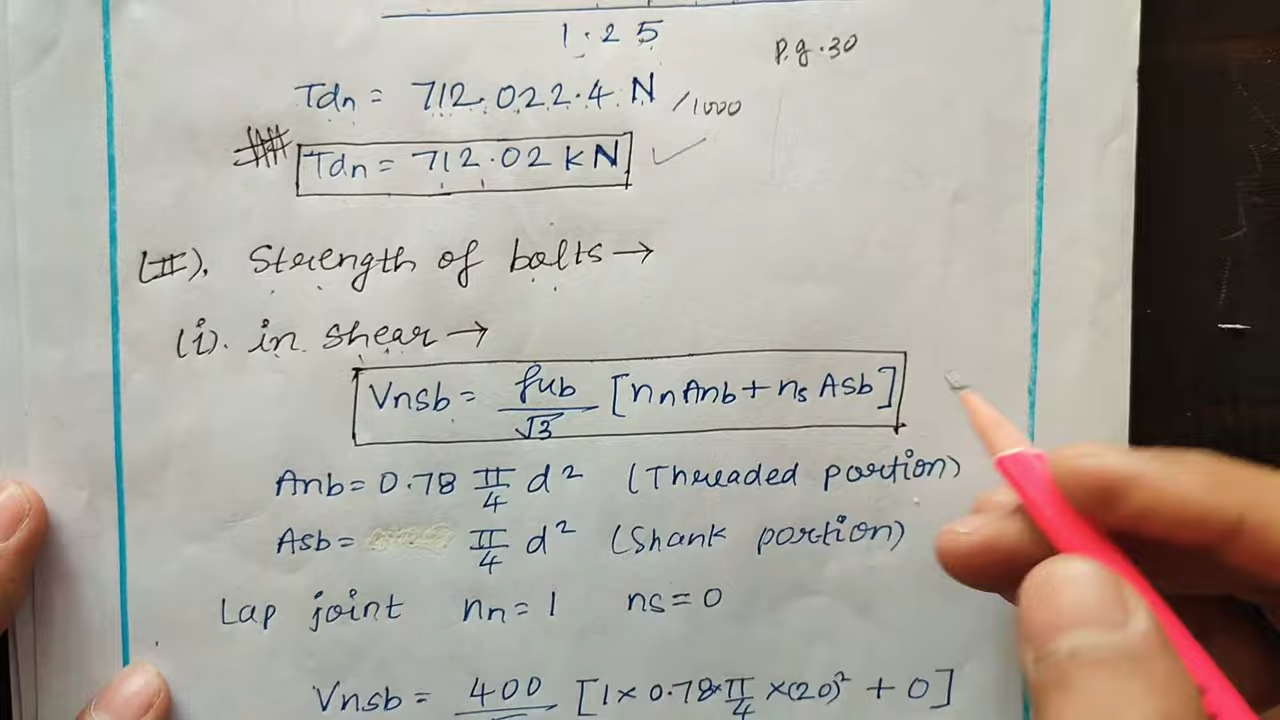 1.25
P.g.30
Tdn = 712.022.4 N /1000
Tdn = 712.02 kN
(II). Strength of bolts →
(i). in shear →
Vnsb = fub/√3 [nn Anb + ns Asb]
Anb = 0.78 π/4 d² (Threaded portion)
Asb = π/4 d² (Shank portion)
Lap joint nn = 1 ns = 0
Vnsb = 400 [1 x 0.78 x π/4 x (20)² + 0]